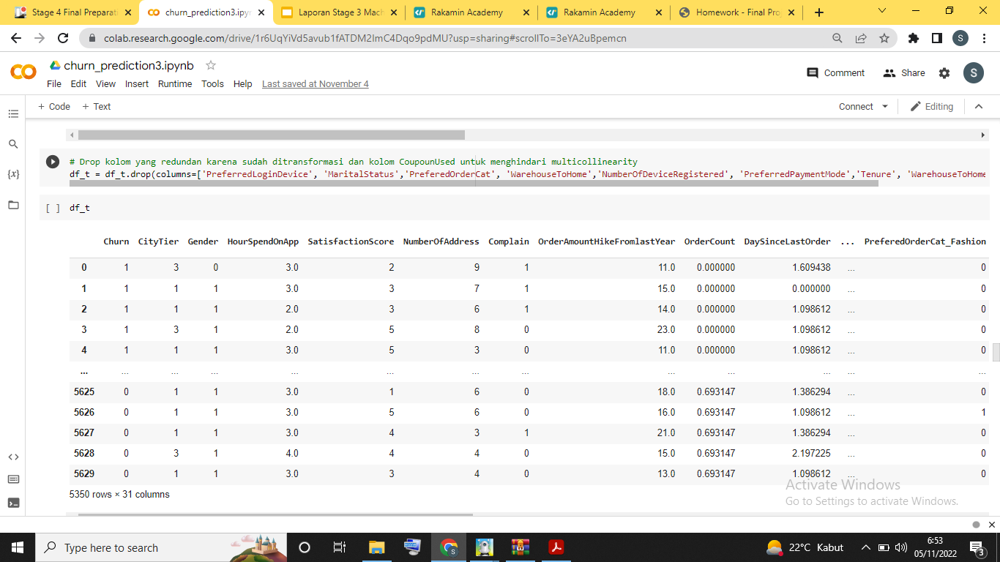 Stage 4 Final Preparati
churn_prediction3.ipyn
Laporan Stage 3 Mach
Rakamin Academy
Rakamin Academy
Homework - Final Pro
colab.research.google.com/drive/1r6UqYiVd5avub1fATDM2ImC4Dqo9pdMU?usp=sharing#scrollTo=3eYA2uBpemcn
S
churn_prediction3.ipynb
File Edit View Insert Runtime Tools Help Last saved at November 4
Comment Share S
+ Code + Text
Connect Editing
{x}
# Drop kolom yang redundan karena sudah ditransformasi dan kolom CoupounUsed untuk menghindari multicollinearity
df_t = df_t.drop(columns=['PreferredLoginDevice', 'MaritalStatus','PreferedOrderCat', 'WarehouseToHome','NumberOfDeviceRegistered', 'PreferredPaymentMode','Tenure', 'WarehouseToHome
[ ] df_t
Churn CityTier Gender HourSpendOnApp SatisfactionScore NumberOfAddress Complain OrderAmountHikeFromlastYear OrderCount DaySinceLastOrder ... PreferedOrderCat_Fashion
0 1 3 0 3.0 2 9 1 11.0 0.000000 1.609438 ... 0
1 1 1 1 3.0 3 7 1 15.0 0.000000 0.000000 ... 0
2 1 1 1 2.0 3 6 1 14.0 0.000000 1.098612 ... 0
3 1 3 1 2.0 5 8 0 23.0 0.000000 1.098612 ... 0
4 1 1 1 3.0 5 3 0 11.0 0.000000 1.098612 ... 0
... ... ... ... ... ... ... ... ... ... ... ... ...
5625 0 1 1 3.0 1 6 0 18.0 0.693147 1.386294 ... 0
5626 0 1 1 3.0 5 6 0 16.0 0.693147 1.098612 ... 1
5627 0 1 1 3.0 4 3 1 21.0 0.693147 1.386294 ... 0
5628 0 3 1 4.0 4 4 0 15.0 0.693147 2.197225 ... 0
5629 0 1 1 3.0 3 4 0 13.0 0.693147 1.098612 ... 0
5350 rows × 31 columns
Activate Windows
Go to Settings to activate Windows.
Type here to search
22°C Kabut
6:53
05/11/2022
3